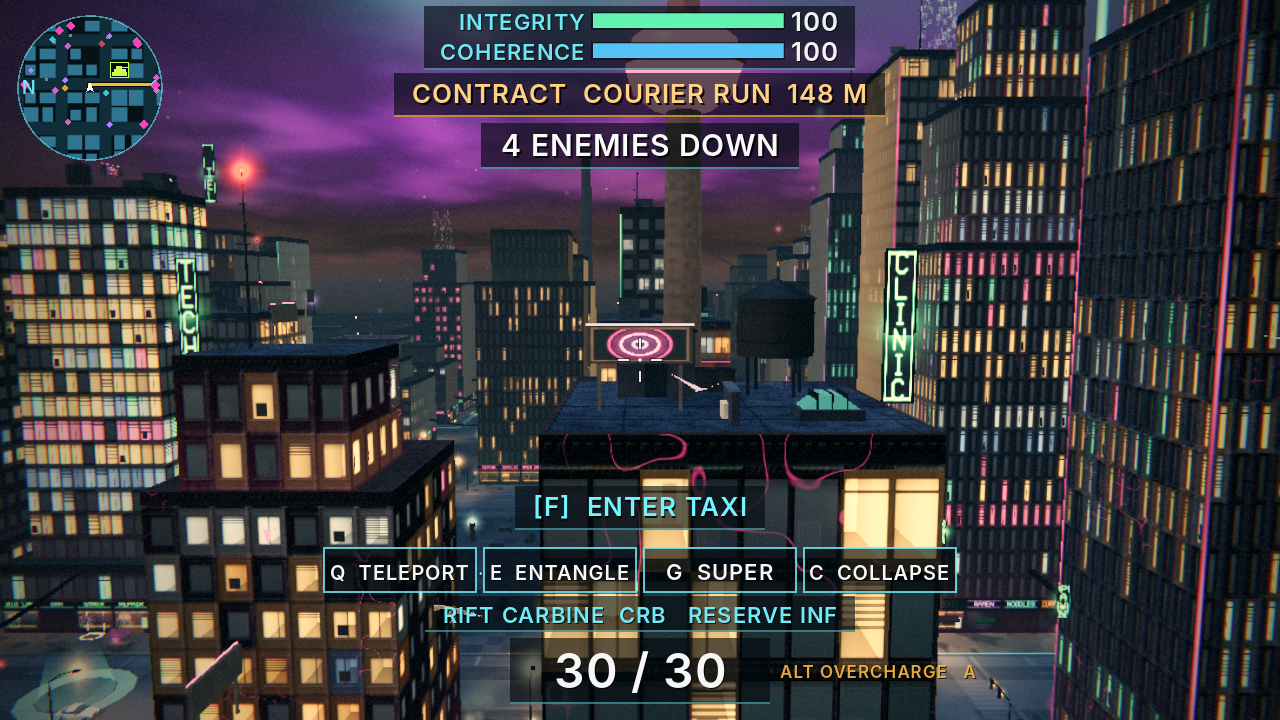 INTEGRITY 100
COHERENCE 100
N
CONTRACT COURIER RUN 148 M
4 ENEMIES DOWN
TECH
CLINIC
[F] ENTER TAXI
Q TELEPORT
E ENTANGLE
G SUPER
C COLLAPSE
RAMEN NOODLES
RIFT CARBINE CRB RESERVE INF
30 / 30
ALT OVERCHARGE A